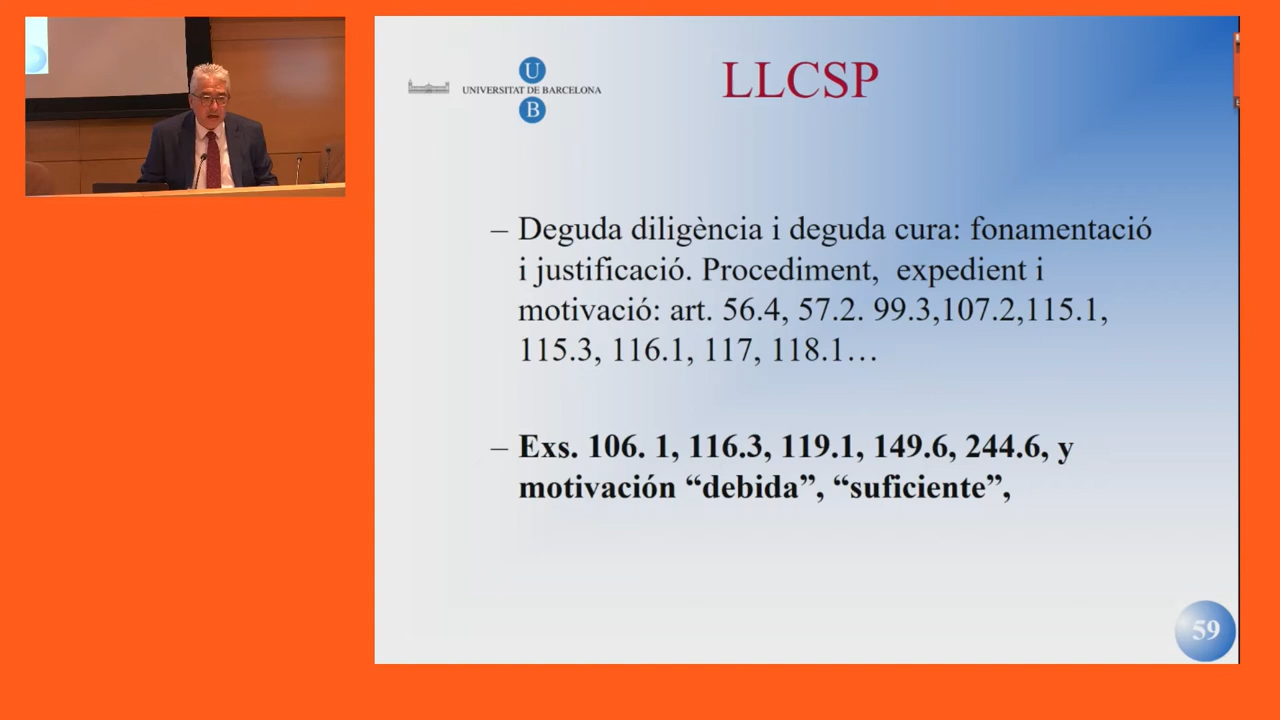 U
UNIVERSITAT DE BARCELONA
B
LLCSP
– Deguda diligència i deguda cura: fonamentació
i justificació. Procediment, expedient i
motivació: art. 56.4, 57.2. 99.3,107.2,115.1,
115.3, 116.1, 117, 118.1…
– Exs. 106. 1, 116.3, 119.1, 149.6, 244.6, y
motivación “debida”, “suficiente”,
59